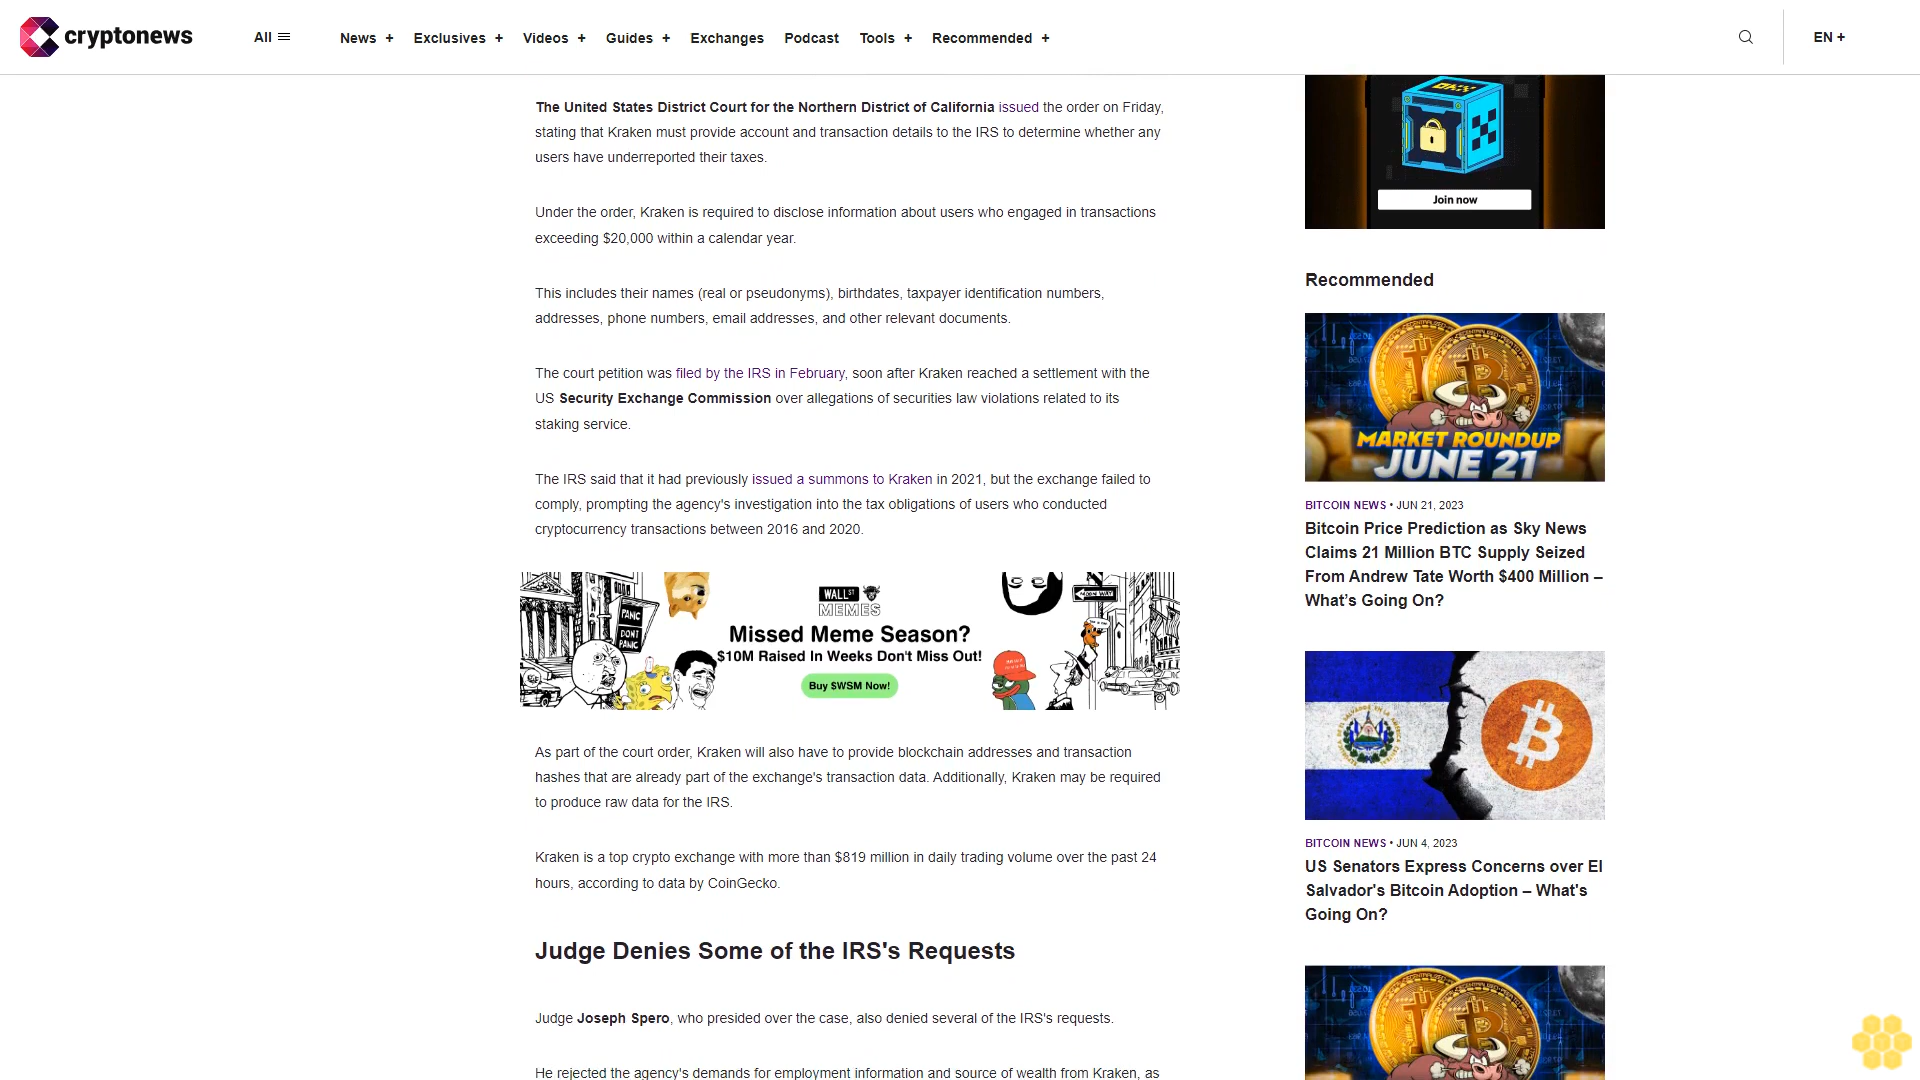 cryptonews
All
News +
Exclusives +
Videos +
Guides +
Exchanges
Podcast
Tools +
Recommended +
EN +
The United States District Court for the Northern District of California issued the order on Friday,
stating that Kraken must provide account and transaction details to the IRS to determine whether any
users have underreported their taxes.
Under the order, Kraken is required to disclose information about users who engaged in transactions
exceeding $20,000 within a calendar year.
This includes their names (real or pseudonyms), birthdates, taxpayer identification numbers,
addresses, phone numbers, email addresses, and other relevant documents.
The court petition was filed by the IRS in February, soon after Kraken reached a settlement with the
US Security Exchange Commission over allegations of securities law violations related to its
staking service.
The IRS said that it had previously issued a summons to Kraken in 2021, but the exchange failed to
comply, prompting the agency's investigation into the tax obligations of users who conducted
cryptocurrency transactions between 2016 and 2020.
PANIC
DONT
PANIC
WALL ST
MEMES
Missed Meme Season?
$10M Raised In Weeks Don't Miss Out!
Buy $WSM Now!
As part of the court order, Kraken will also have to provide blockchain addresses and transaction
hashes that are already part of the exchange's transaction data. Additionally, Kraken may be required
to produce raw data for the IRS.
Kraken is a top crypto exchange with more than $819 million in daily trading volume over the past 24
hours, according to data by CoinGecko.
Judge Denies Some of the IRS's Requests
Judge Joseph Spero, who presided over the case, also denied several of the IRS's requests.
He rejected the agency's demands for employment information and source of wealth from Kraken, as
OKX
Join now
Recommended
MARKET ROUNDUP
JUNE 21
BITCOIN NEWS • JUN 21, 2023
Bitcoin Price Prediction as Sky News
Claims 21 Million BTC Supply Seized
From Andrew Tate Worth $400 Million –
What's Going On?
BITCOIN NEWS • JUN 4, 2023
US Senators Express Concerns over El
Salvador's Bitcoin Adoption – What's
Going On?